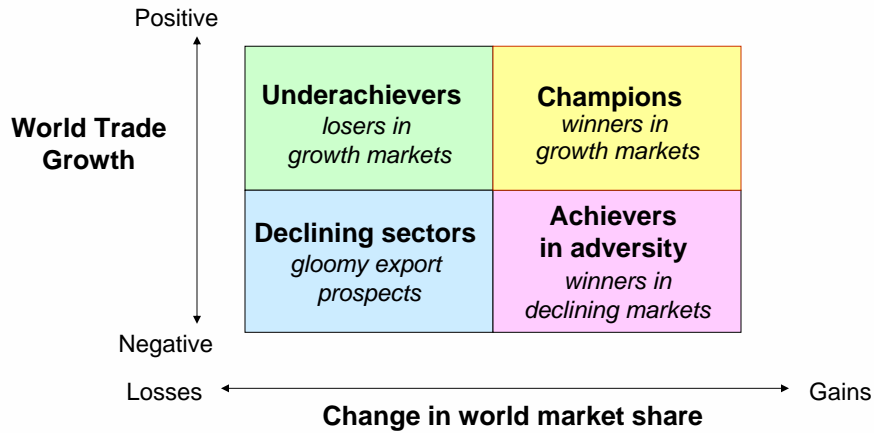 Positive
World Trade
Growth
Underachievers
losers in
growth markets
Champions
winners in
growth markets
Declining sectors
gloomy export
prospects
Achievers
in adversity
winners in
declining markets
Negative
Losses
Gains
Change in world market share